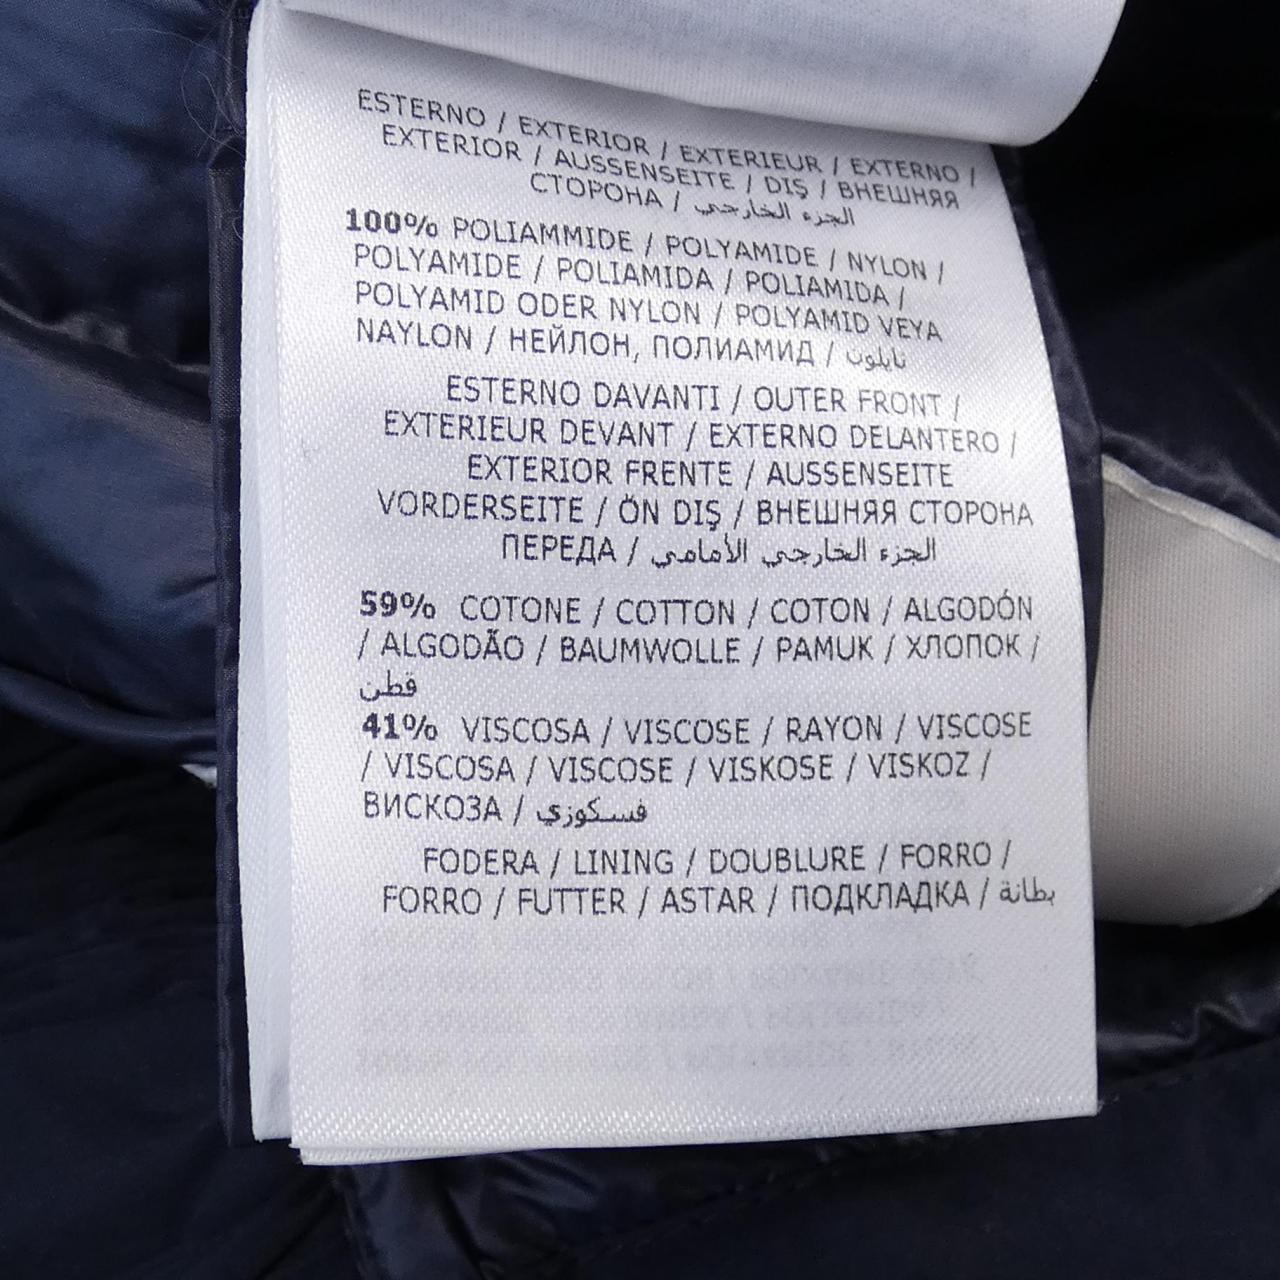 ESTERNO / EXTERIOR / EXTERIEUR / EXTERNO /
EXTERIOR / AUSSENSEITE / DIŞ / ВНЕШНЯЯ
СТОРОНА / الجزء الخارجي
100% POLIAMMIDE / POLYAMIDE / NYLON /
POLYAMIDE / POLIAMIDA / POLIAMIDA /
POLYAMID ODER NYLON / POLYAMID VEYA
NAYLON / НЕЙЛОН, ПОЛИАМИД / نايلون
ESTERNO DAVANTI / OUTER FRONT /
EXTERIEUR DEVANT / EXTERNO DELANTERO /
EXTERIOR FRENTE / AUSSENSEITE
VORDERSEITE / ÖN DIŞ / ВНЕШНЯЯ СТОРОНА
ПЕРЕДА / الجزء الخارجي الأمامي
59% COTONE / COTTON / COTON / ALGODÓN
/ ALGODÃO / BAUMWOLLE / PAMUK / ХЛОПОК /
قطن
41% VISCOSA / VISCOSE / RAYON / VISCOSE
/ VISCOSA / VISCOSE / VISKOSE / VISKOZ /
ВИСКОЗА / فسكوزي
FODERA / LINING / DOUBLURE / FORRO /
FORRO / FUTTER / ASTAR / ПОДКЛАДКА / بطانة